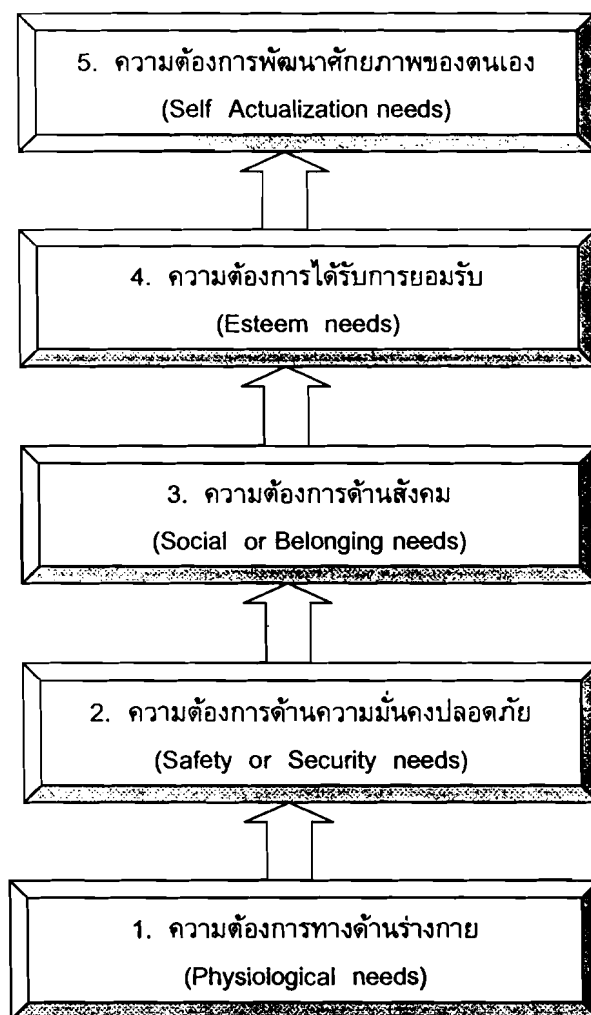 5. ความต้องการพัฒนาศักยภาพของตนเอง
(Self Actualization needs)
4. ความต้องการได้รับการยอมรับ
(Esteem needs)
3. ความต้องการด้านสังคม
(Social or Belonging needs)
2. ความต้องการด้านความมั่นคงปลอดภัย
(Safety or Security needs)
1. ความต้องการทางด้านร่างกาย
(Physiological needs)